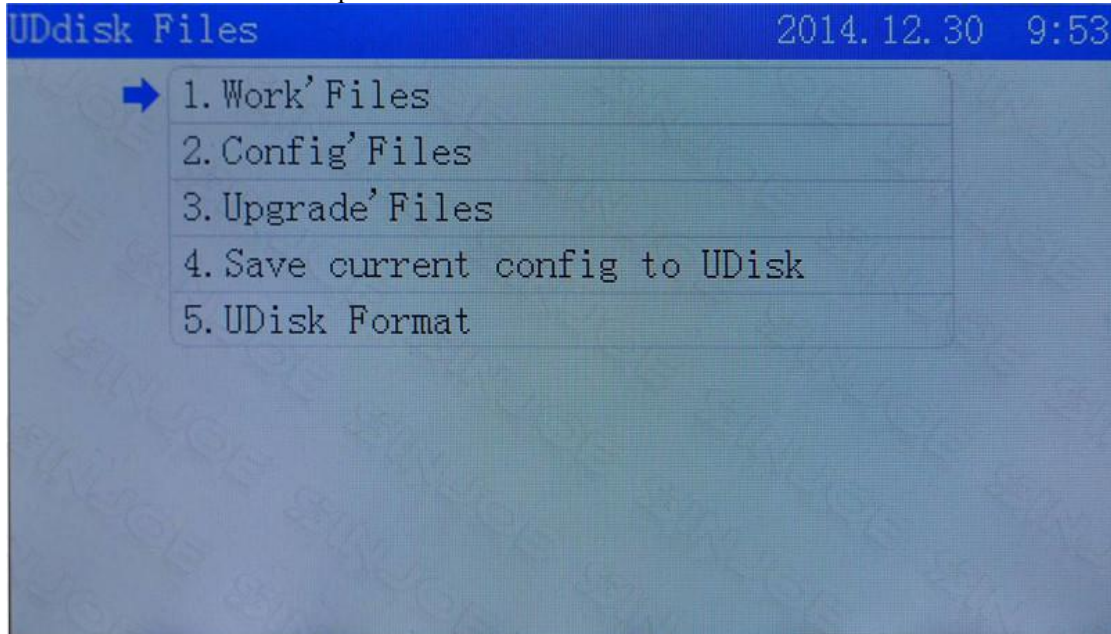 UDdisk Files 2014.12.30 9:53
1.Work'Files
2.Config'Files
3.Upgrade'Files
4.Save current config to UDisk
5.UDisk Format